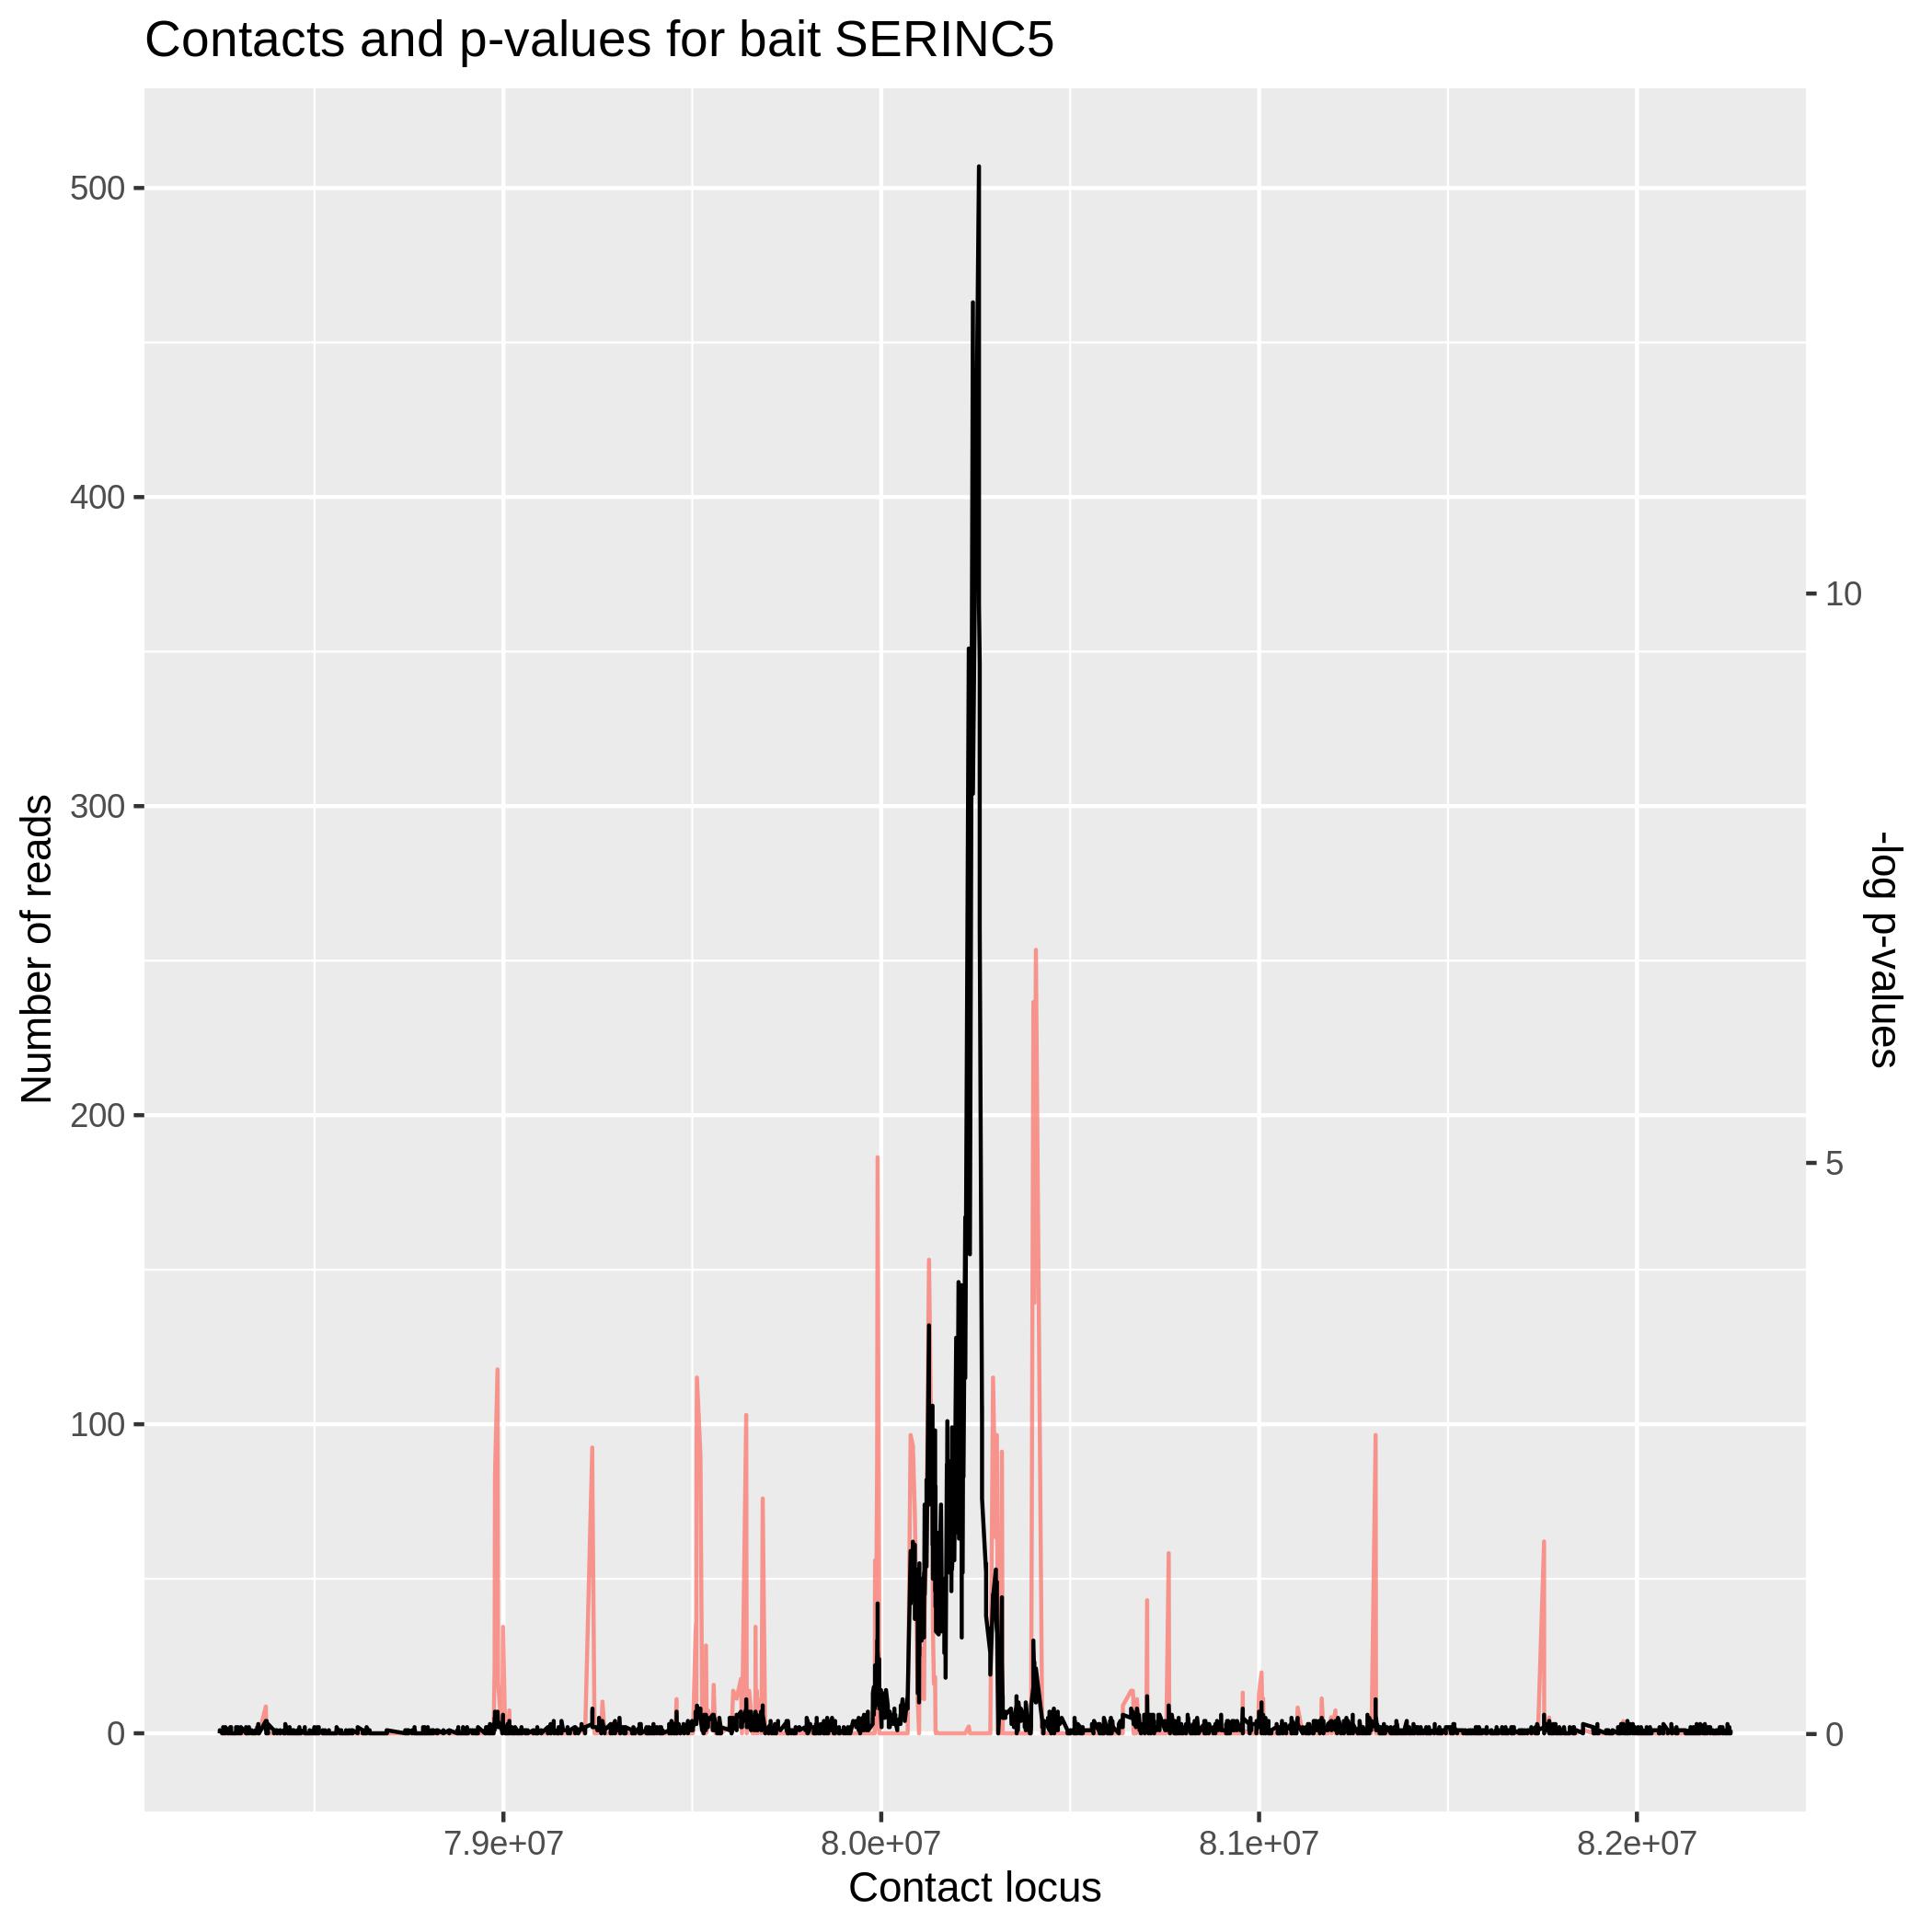 Contacts and p-values for bait SERINC5
Number of reads
500
400
300
200
100
0
10
5
0
-log p-values
7.9e+07
8.0e+07
8.1e+07
8.2e+07
Contact locus